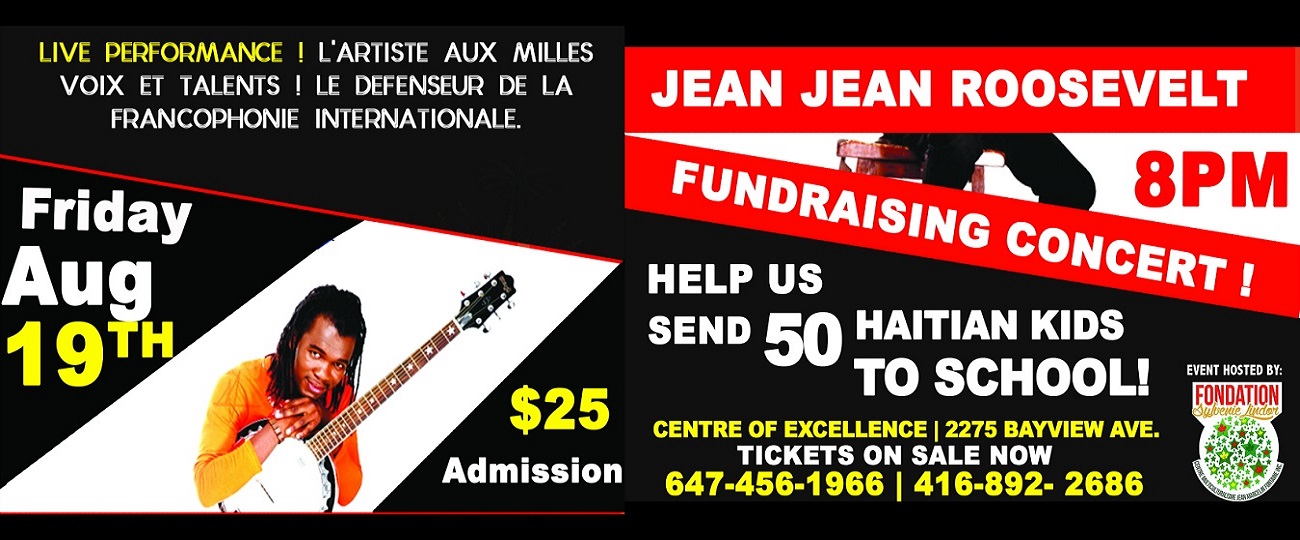 LIVE PERFORMANCE ! L'ARTISTE AUX MILLES
VOIX ET TALENTS ! LE DEFENSEUR DE LA
FRANCOPHONIE INTERNATIONALE.
Friday
Aug
19TH
$25
Admission
JEAN JEAN ROOSEVELT
8PM
FUNDRAISING CONCERT !
HELP US
SEND 50 HAITIAN KIDS
TO SCHOOL!
CENTRE OF EXCELLENCE | 2275 BAYVIEW AVE.
TICKETS ON SALE NOW
647-456-1966 | 416-892- 2686
EVENT HOSTED BY:
FONDATION
Sylvenie Lindor